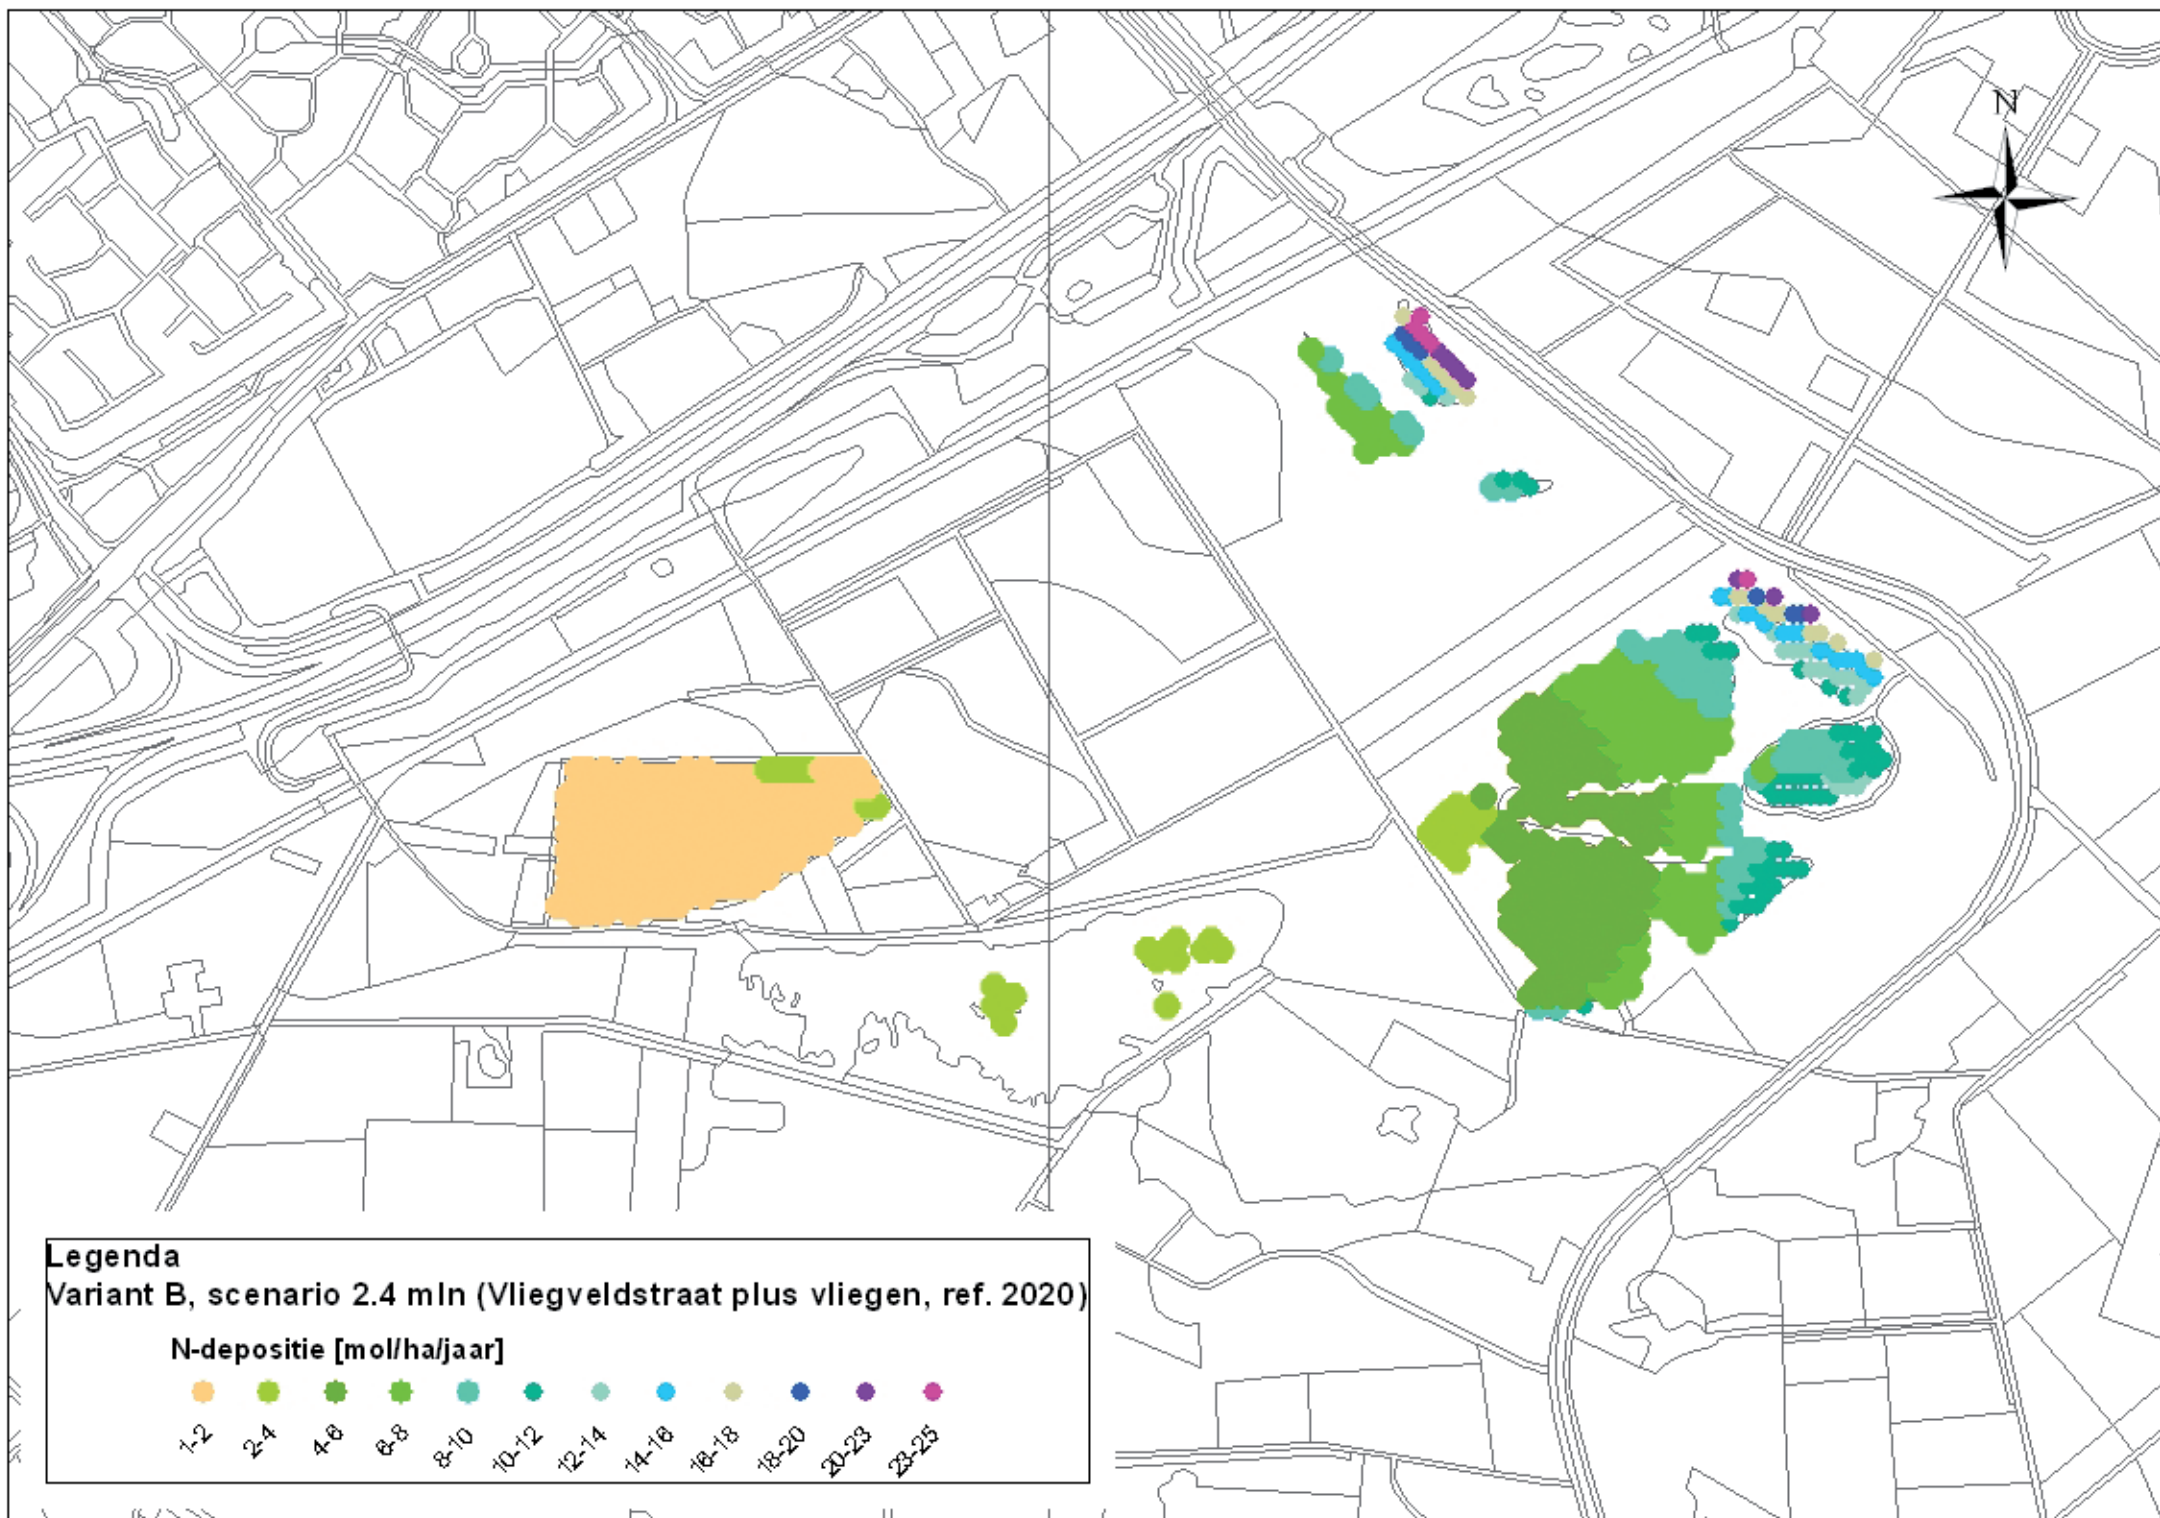 N
Legenda
Variant B, scenario 2.4 mln (Vliegveldstraat plus vliegen, ref. 2020)
N-depositie [mol/ha/jaar]
1-2 2-4 4-6 6-8 8-10 10-12 12-14 14-16 16-18 18-20 20-23 23-25